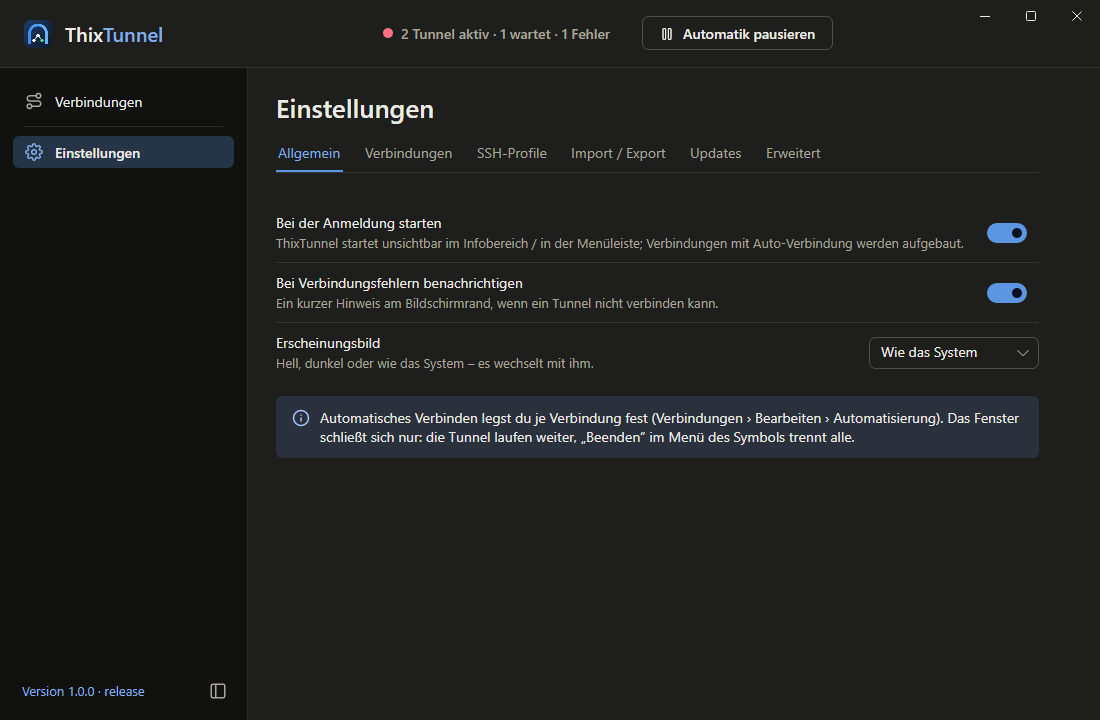 ThixTunnel
2 Tunnel aktiv · 1 wartet · 1 Fehler
Automatik pausieren
Verbindungen
Einstellungen
Einstellungen
Allgemein Verbindungen SSH-Profile Import / Export Updates Erweitert
Bei der Anmeldung starten
ThixTunnel startet unsichtbar im Infobereich / in der Menüleiste; Verbindungen mit Auto-Verbindung werden aufgebaut.
Bei Verbindungsfehlern benachrichtigen
Ein kurzer Hinweis am Bildschirmrand, wenn ein Tunnel nicht verbinden kann.
Erscheinungsbild
Hell, dunkel oder wie das System – es wechselt mit ihm.
Wie das System
Automatisches Verbinden legst du je Verbindung fest (Verbindungen › Bearbeiten › Automatisierung). Das Fenster
schließt sich nur: die Tunnel laufen weiter, „Beenden“ im Menü des Symbols trennt alle.
Version 1.0.0 · release